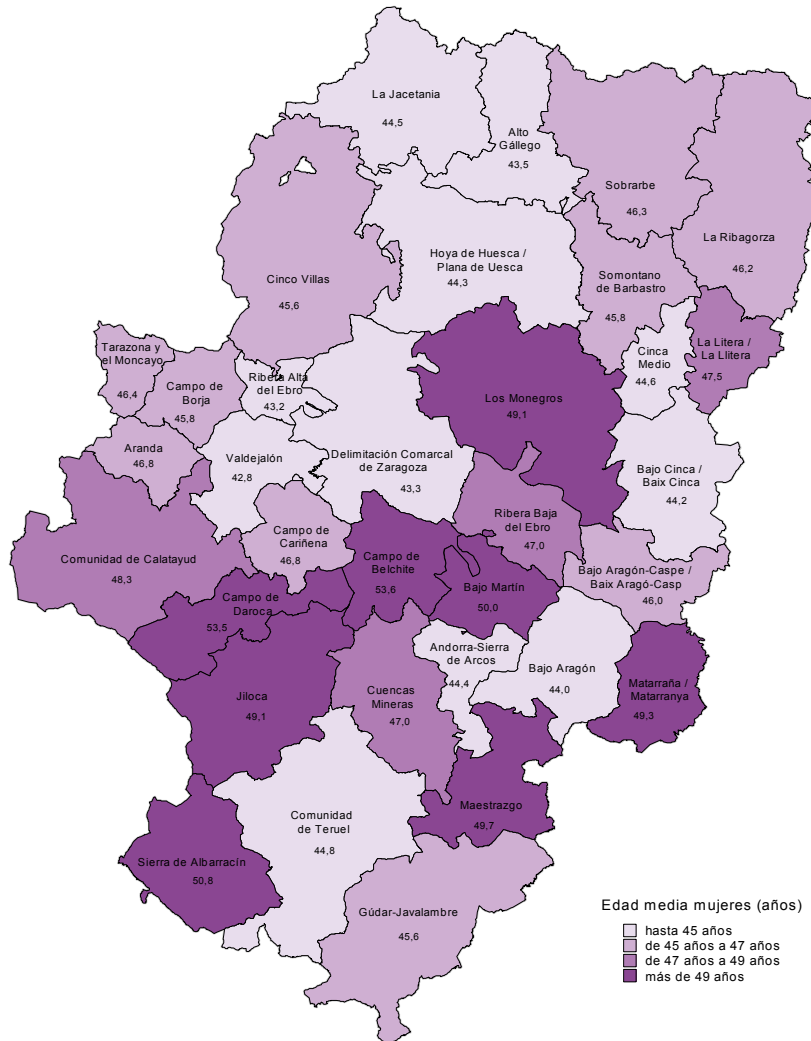 La Jacetania
44,5
Alto
Gállego
43,5
Sobrarbe
46,3
La Ribagorza
46,2
Hoya de Huesca /
Plana de Uesca
44,3
Cinco Villas
45,6
Somontano
de Barbastro
45,8
La Litera /
La Llitera
47,5
Cinca
Medio
44,6
Tarazona y
el Moncayo
46,4
Campo de
Borja
45,8
Ribera Alta
del Ebro
43,2
Los Monegros
49,1
Aranda
46,8
Valdejalón
42,8
Delimitación Comarcal
de Zaragoza
43,3
Bajo Cinca /
Baix Cinca
44,2
Ribera Baja
del Ebro
47,0
Campo de
Cariñena
46,8
Comunidad de Calatayud
48,3
Campo de
Belchite
53,6
Bajo Martín
50,0
Bajo Aragón-Caspe /
Baix Aragó-Casp
46,0
Campo de
Daroca
53,5
Andorra-Sierra
de Arcos
44,4
Bajo Aragón
44,0
Matarraña /
Matarranya
49,3
Jiloca
49,1
Cuencas
Mineras
47,0
Maestrazgo
49,7
Comunidad
de Teruel
44,8
Sierra de Albarracín
50,8
Gúdar-Javalambre
45,6
Edad media mujeres (años)
hasta 45 años
de 45 años a 47 años
de 47 años a 49 años
más de 49 años